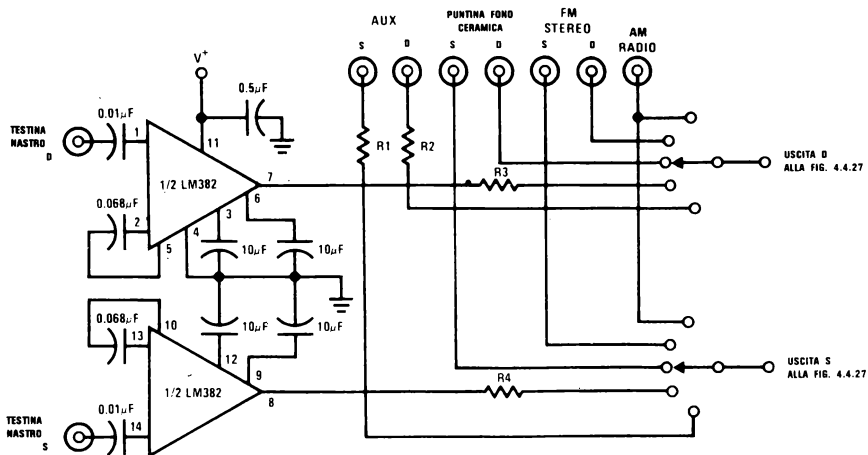 AUX
PUNTINA FONO
CERAMICA
FM
STEREO
AM
RADIO
S
D
S
D
S
D
V+
0.5µF
0.01µF
TESTINA
NASTRO
D
1
11
1/2 LM382
7
6
R1
R2
R3
USCITA D
ALLA FIG. 4.4.27
0.068µF
2
5
4
3
10µF
10µF
0.068µF
10
13
10µF
10µF
12
9
1/2 LM382
8
R4
USCITA S
ALLA FIG. 4.4.27
0.01µF
14
TESTINA
NASTRO
S